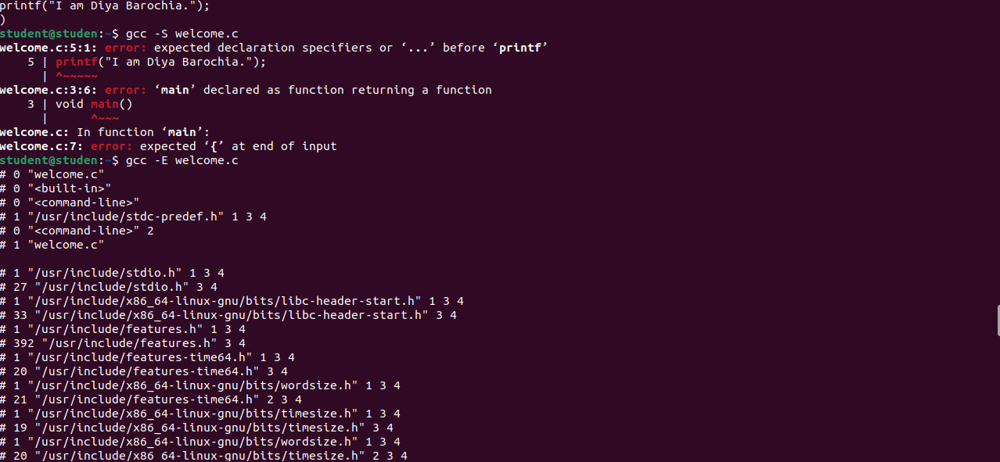 printf("I am Diya Barochia.");
)
student@studen:~$ gcc -S welcome.c
welcome.c:5:1: error: expected declaration specifiers or ‘...’ before ‘printf’
    5 | printf("I am Diya Barochia.");
      | ^~~~~~
welcome.c:3:6: error: ‘main’ declared as function returning a function
    3 | void main()
      |      ^~~~
welcome.c: In function ‘main’:
welcome.c:7: error: expected ‘{’ at end of input
student@studen:~$ gcc -E welcome.c
# 0 "welcome.c"
# 0 "<built-in>"
# 0 "<command-line>"
# 1 "/usr/include/stdc-predef.h" 1 3 4
# 0 "<command-line>" 2
# 1 "welcome.c"

# 1 "/usr/include/stdio.h" 1 3 4
# 27 "/usr/include/stdio.h" 3 4
# 1 "/usr/include/x86_64-linux-gnu/bits/libc-header-start.h" 1 3 4
# 33 "/usr/include/x86_64-linux-gnu/bits/libc-header-start.h" 3 4
# 1 "/usr/include/features.h" 1 3 4
# 392 "/usr/include/features.h" 3 4
# 1 "/usr/include/features-time64.h" 1 3 4
# 20 "/usr/include/features-time64.h" 3 4
# 1 "/usr/include/x86_64-linux-gnu/bits/wordsize.h" 1 3 4
# 21 "/usr/include/features-time64.h" 2 3 4
# 1 "/usr/include/x86_64-linux-gnu/bits/timesize.h" 1 3 4
# 19 "/usr/include/x86_64-linux-gnu/bits/timesize.h" 3 4
# 1 "/usr/include/x86_64-linux-gnu/bits/wordsize.h" 1 3 4
# 20 "/usr/include/x86_64-linux-gnu/bits/timesize.h" 2 3 4